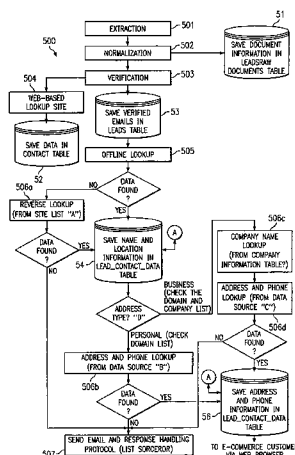 500
EXTRACTION
501
51
NORMALIZATION
502
SAVE DOCUMENT
INFORMATION IN
LEADSRAW
DOCUMENTS TABLE
VERIFICATION
503
504
WEB-BASED
LOOKUP SITE
SAVE VERIFIED
EMAILS IN
LEADS TABLE
53
SAVE DATA IN
CONTACT TABLE
52
OFFLINE LOOKUP
505
506a
NO
DATA
FOUND
?
YES
REVERSE LOOKUP
(FROM SITE LIST "A")
A
506c
DATA
FOUND
?
YES
NO
SAVE NAME AND
LOCATION
INFORMATION IN
LEAD_CONTACT_DATA
TABLE
54
COMPANY NAME
LOOKUP
(FROM COMPANY
INFORMATION TABLE?)
BUSINESS (CHECK THE
DOMAIN AND
COMPANY LIST)
ADDRESS
TYPE? "D"
ADDRESS AND PHONE
LOOKUP (FROM DATA
SOURCE "C")
506d
PERSONAL (CHECK
DOMAIN LIST)
NO
DATA
FOUND
?
YES
ADDRESS AND PHONE LOOKUP
(FROM DATA SOURCE "B")
506b
A
DATA
FOUND
?
YES
NO
SAVE ADDRESS
AND PHONE
INFORMATION IN
LEAD_CONTACT_DATA
TABLE
SEND EMAIL AND RESPONSE HANDLING
PROTOCOL (LIST SORCEROR)
507
TO E-COMMERCE CUSTOME
VIA WEB BROWSER